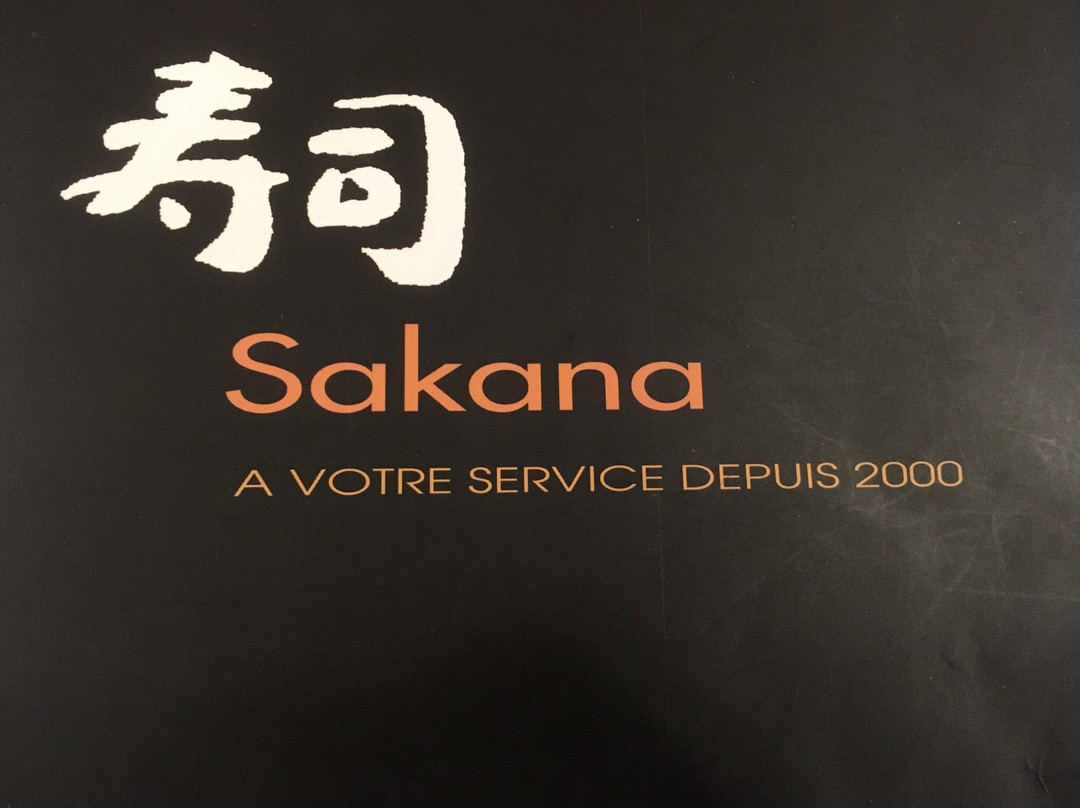 寿司
Sakana
A VOTRE SERVICE DEPUIS 2000